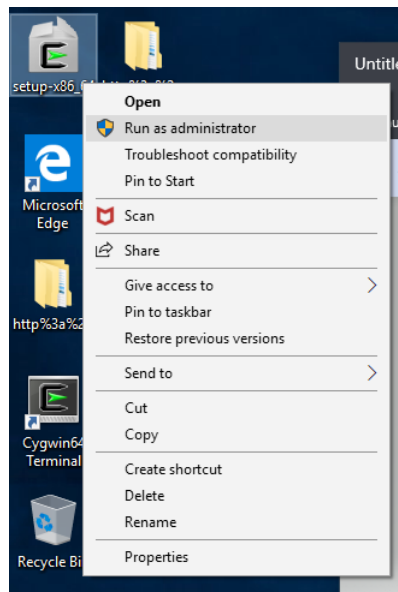 setup-x86_64
Untitle
Open
Run as administrator
Troubleshoot compatibility
Pin to Start
Scan
Share
Give access to
Pin to taskbar
Restore previous versions
Send to
Cut
Copy
Create shortcut
Delete
Rename
Properties
Microsoft
Edge
http%3a%2
Cygwin64
Terminal
Recycle Bi